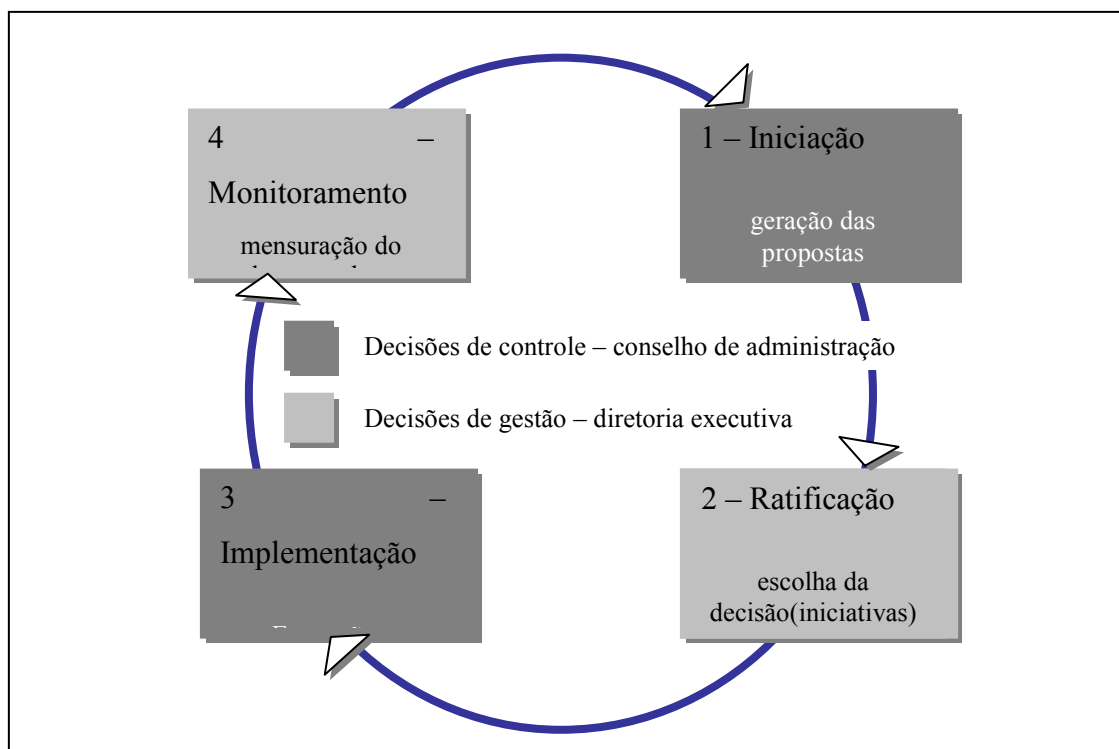 4 –
Monitoramento
mensuração do
1 – Iniciação
geração das
propostas
Decisões de controle – conselho de administração
Decisões de gestão – diretoria executiva
3 –
Implementação
2 – Ratificação
escolha da
decisão(iniciativas)